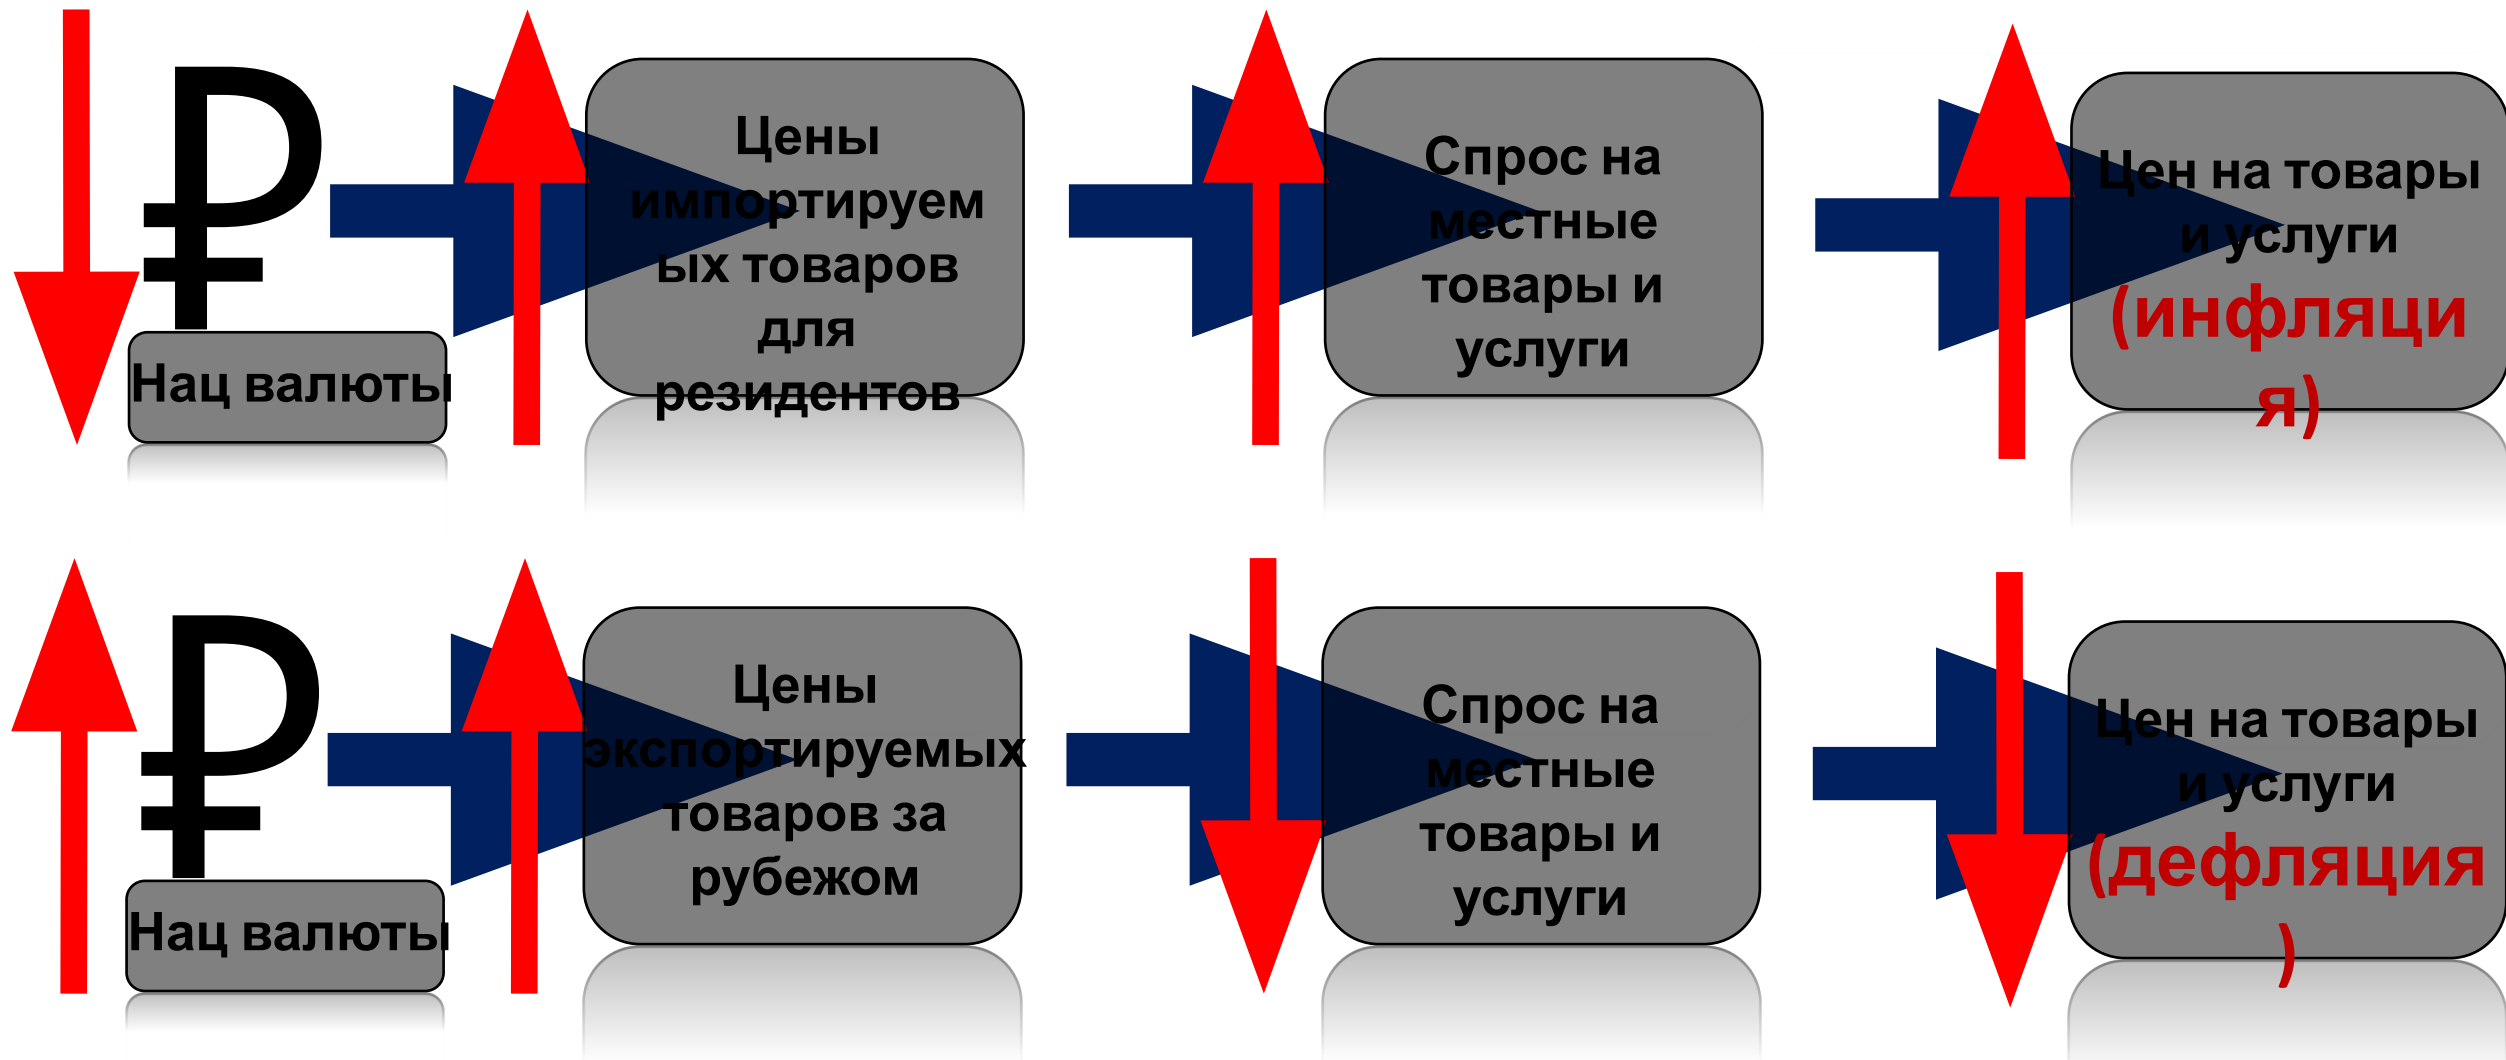 ₽
Нац валюты
Цены
импортируем
ых товаров
для
резидентов
Спрос на
местные
товары и
услуги
Цен на товары
и услуги
(инфляци
я)
₽
Нац валюты
Цены
экспортируемых
товаров за
рубежом
Спрос на
местные
товары и
услуги
Цен на товары
и услуги
(дефляция
)